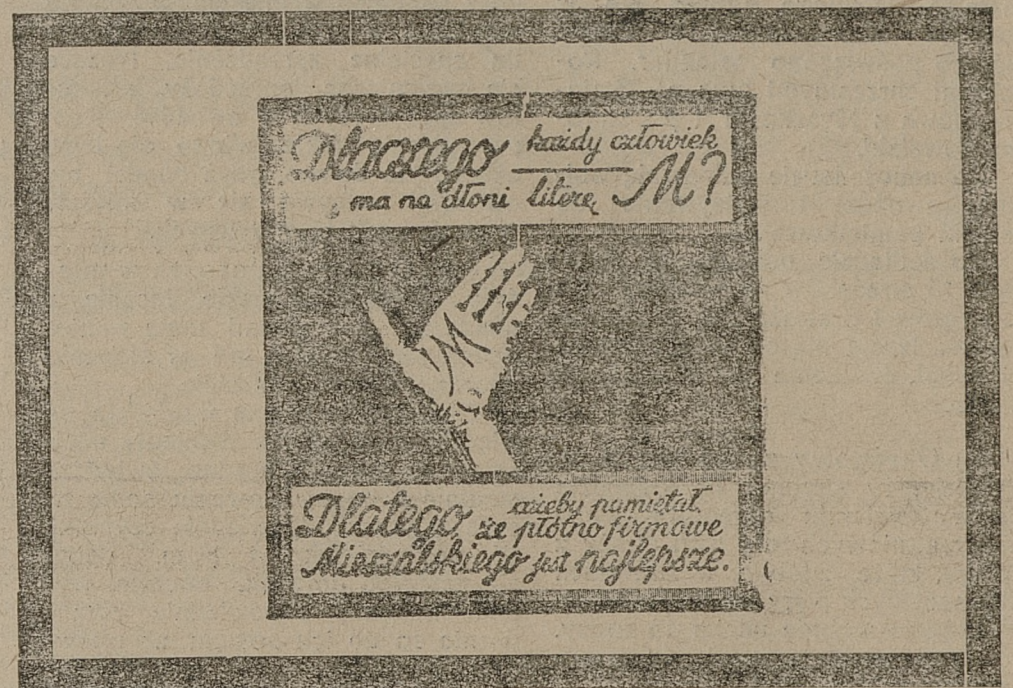 Dlaczego każdy człowiek
ma na dłoni literę M?
M
Dlatego, ażeby pamiętał,
że płótno firmowe
Mieszalskiego jest najlepsze.